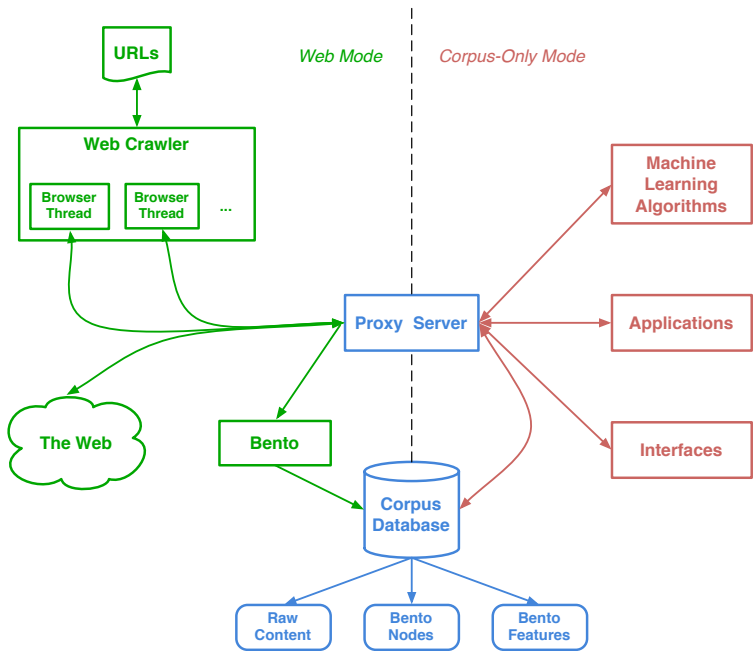 URLs
Web Mode
Corpus-Only Mode
Web Crawler
Browser
Thread
Browser
Thread
...
Machine
Learning
Algorithms
Proxy Server
Applications
The Web
Bento
Interfaces
Corpus
Database
Raw
Content
Bento
Nodes
Bento
Features